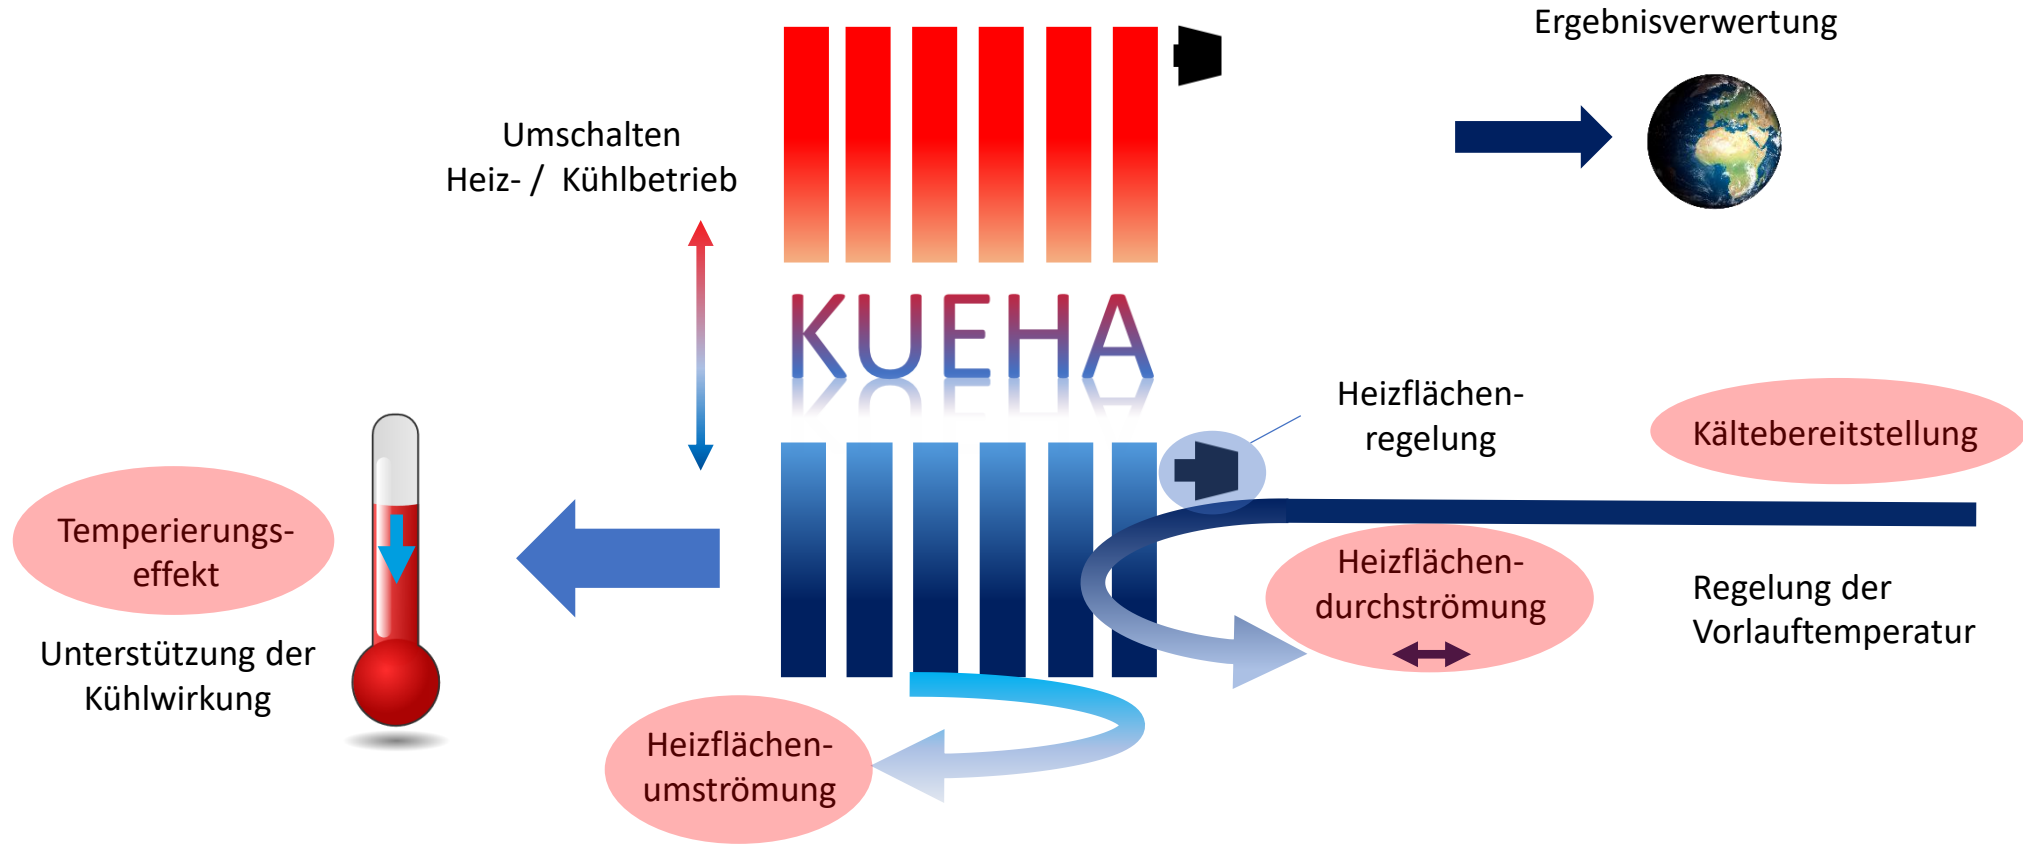 Ergebnisverwertung
Umschalten
Heiz- / Kühlbetrieb
KUEHA
Heizflächen-
regelung
Kältebereitstellung
Temperierungs-
effekt
Heizflächen-
durchströmung
Regelung der
Vorlauftemperatur
Unterstützung der
Kühlwirkung
Heizflächen-
umströmung